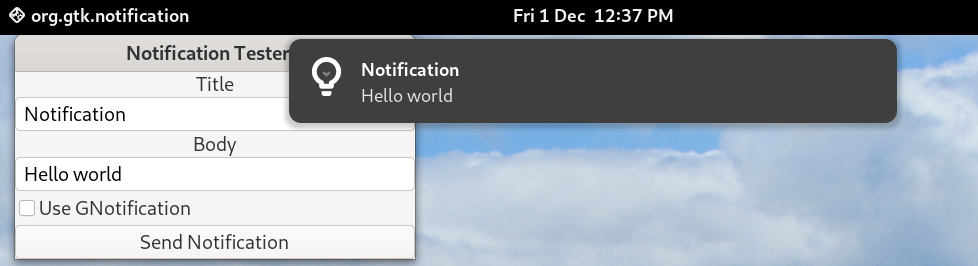 org.gtk.notification
Fri 1 Dec 12:37 PM
Notification Tester
Title
Notification
Body
Hello world
Use GNotification
Send Notification
Notification
Hello world